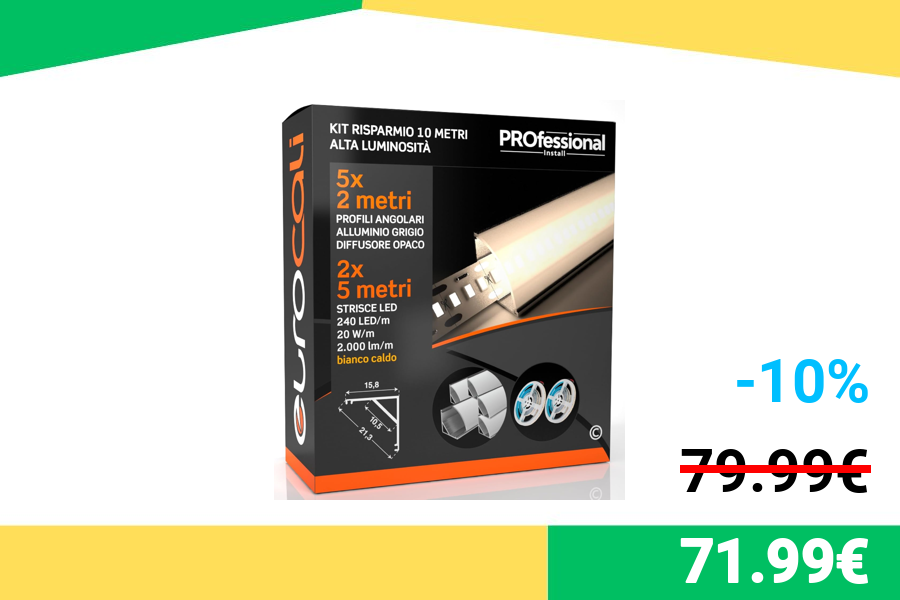 eurocali
KIT RISPARMIO 10 METRI
ALTA LUMINOSITÀ
PROfessional
Install
5x
2 metri
PROFILI ANGOLARI
ALLUMINIO GRIGIO
DIFFUSORE OPACO
2x
5 metri
STRISCE LED
240 LED/m
20 W/m
2.000 lm/m
bianco caldo
15,8
10,5
21,3
©
©
-10%
79.99€
71.99€